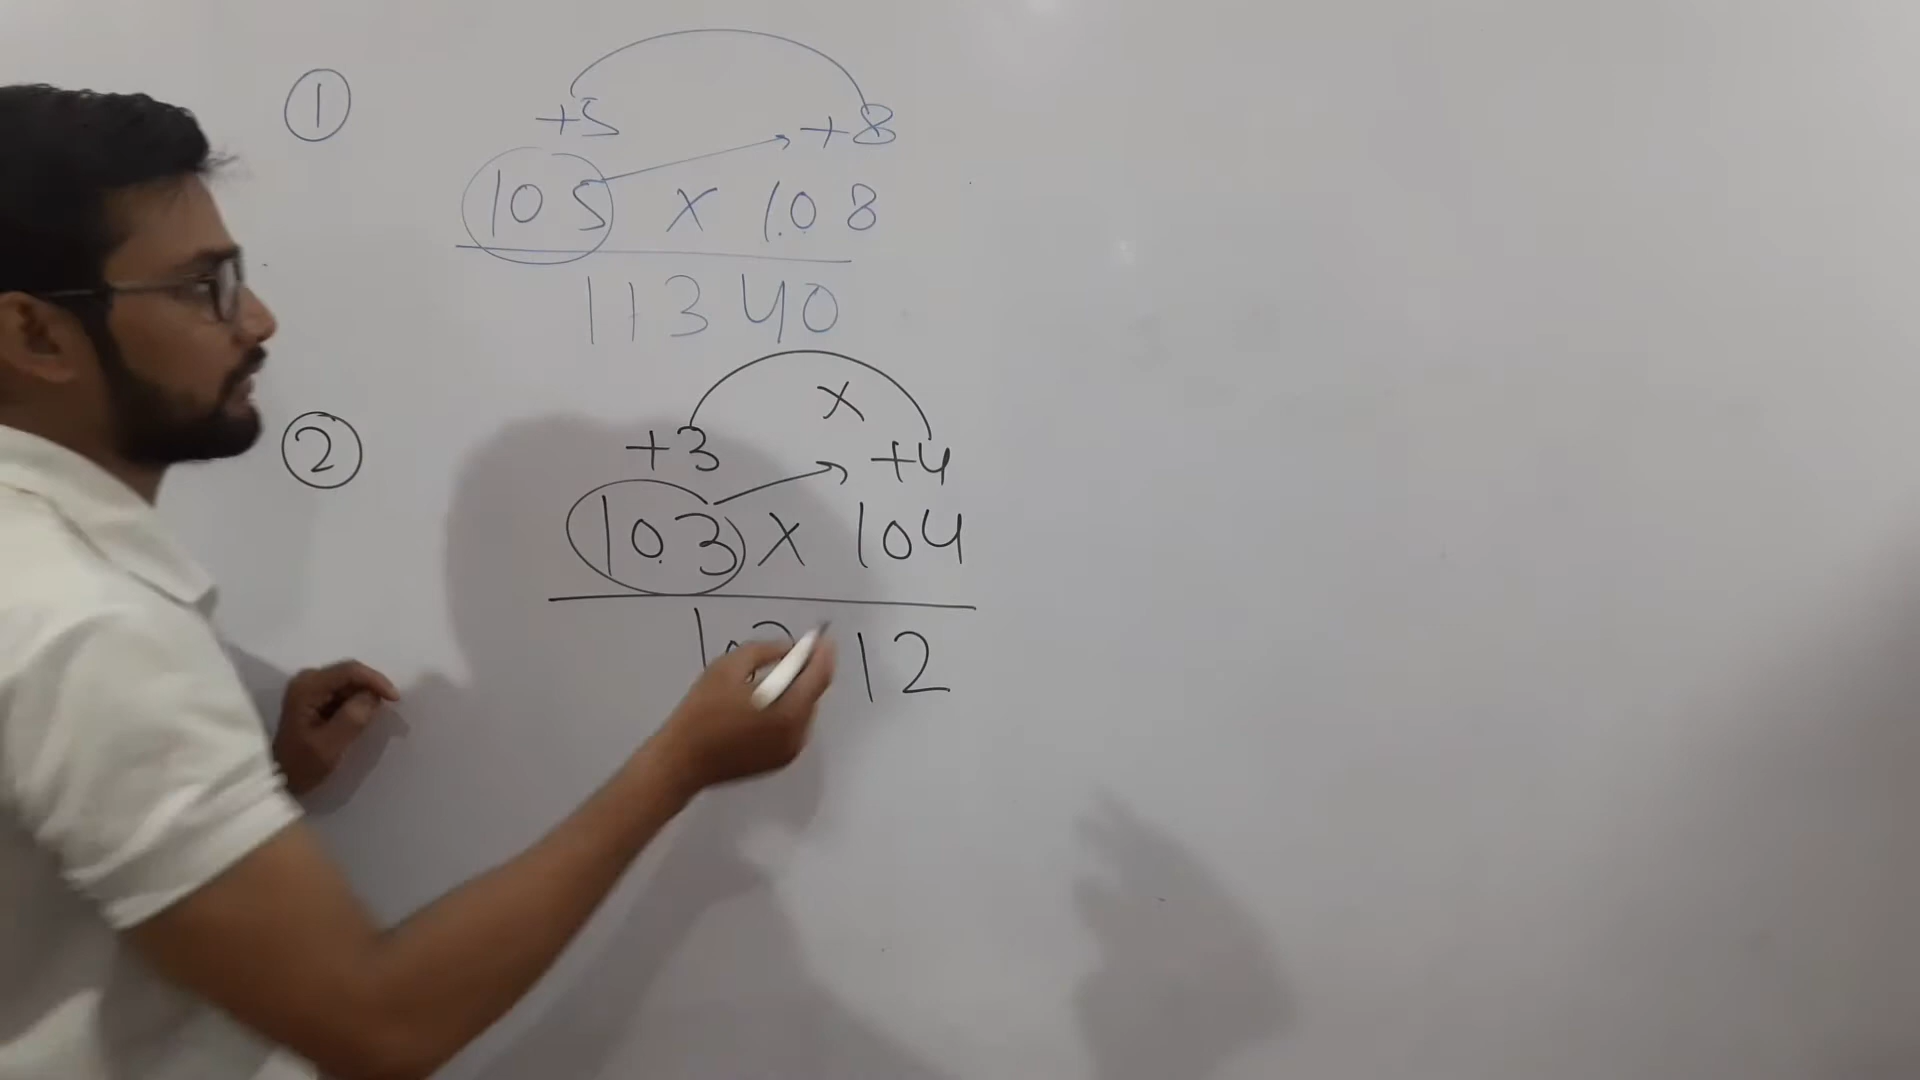 ①
+5 +8
105 x 108
11340
②
x
+3 +4
103 x 104
12